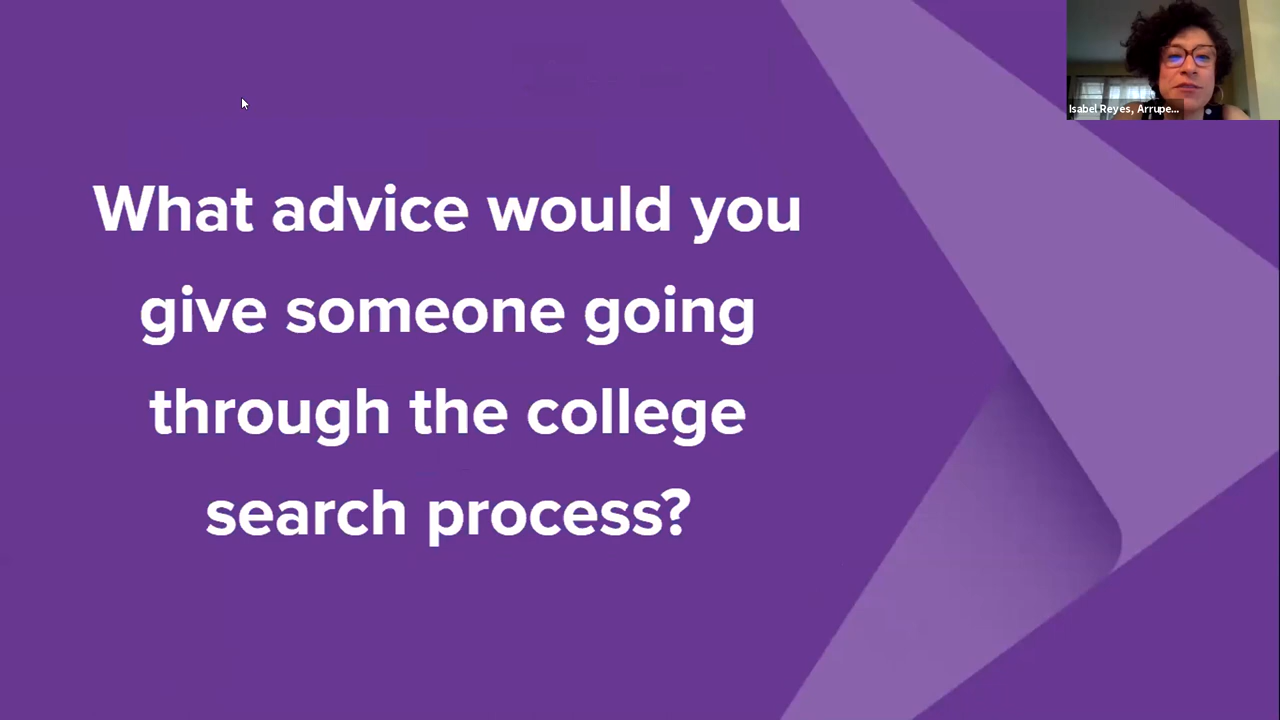 What advice would you
give someone going
through the college
search process?
Isabel Reyes, Arrupe...